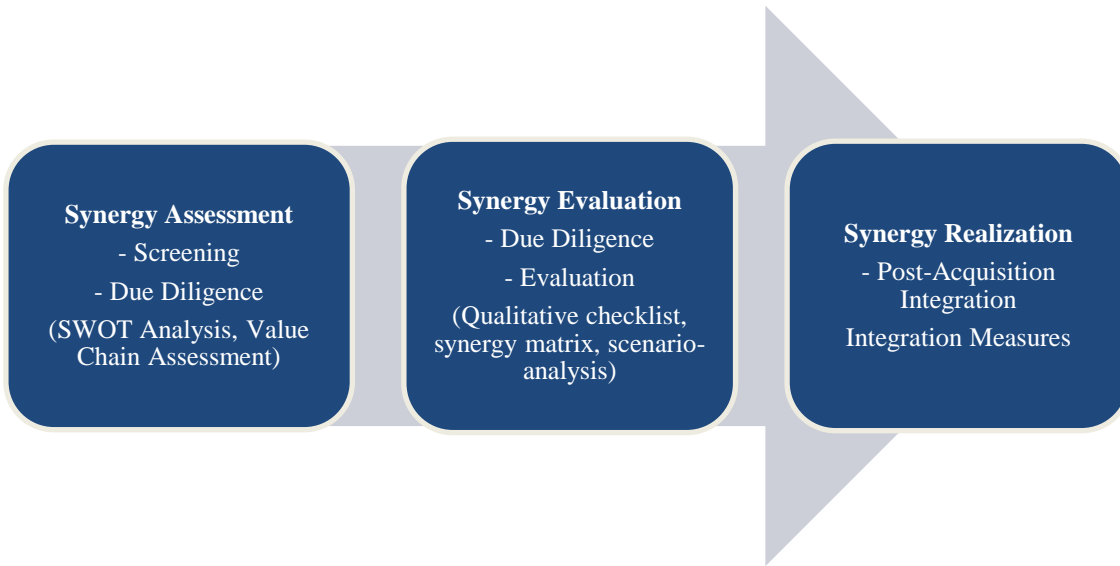 Synergy Assessment
- Screening
- Due Diligence
(SWOT Analysis, Value
Chain Assessment)
Synergy Evaluation
- Due Diligence
- Evaluation
(Qualitative checklist,
synergy matrix, scenario-
analysis)
Synergy Realization
- Post-Acquisition
Integration
Integration Measures